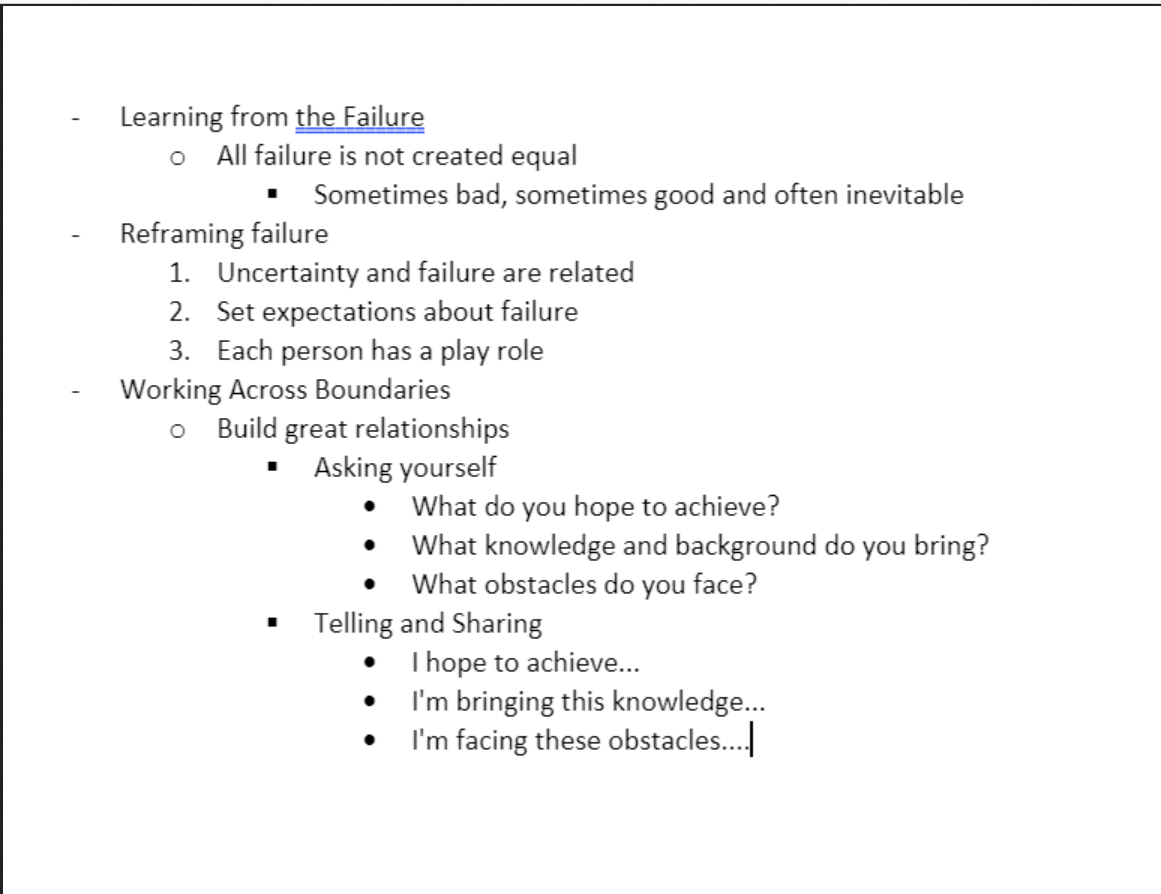 - Learning from the Failure
o All failure is not created equal
▪ Sometimes bad, sometimes good and often inevitable
- Reframing failure
1. Uncertainty and failure are related
2. Set expectations about failure
3. Each person has a play role
- Working Across Boundaries
o Build great relationships
▪ Asking yourself
• What do you hope to achieve?
• What knowledge and background do you bring?
• What obstacles do you face?
▪ Telling and Sharing
• I hope to achieve...
• I'm bringing this knowledge...
• I'm facing these obstacles....